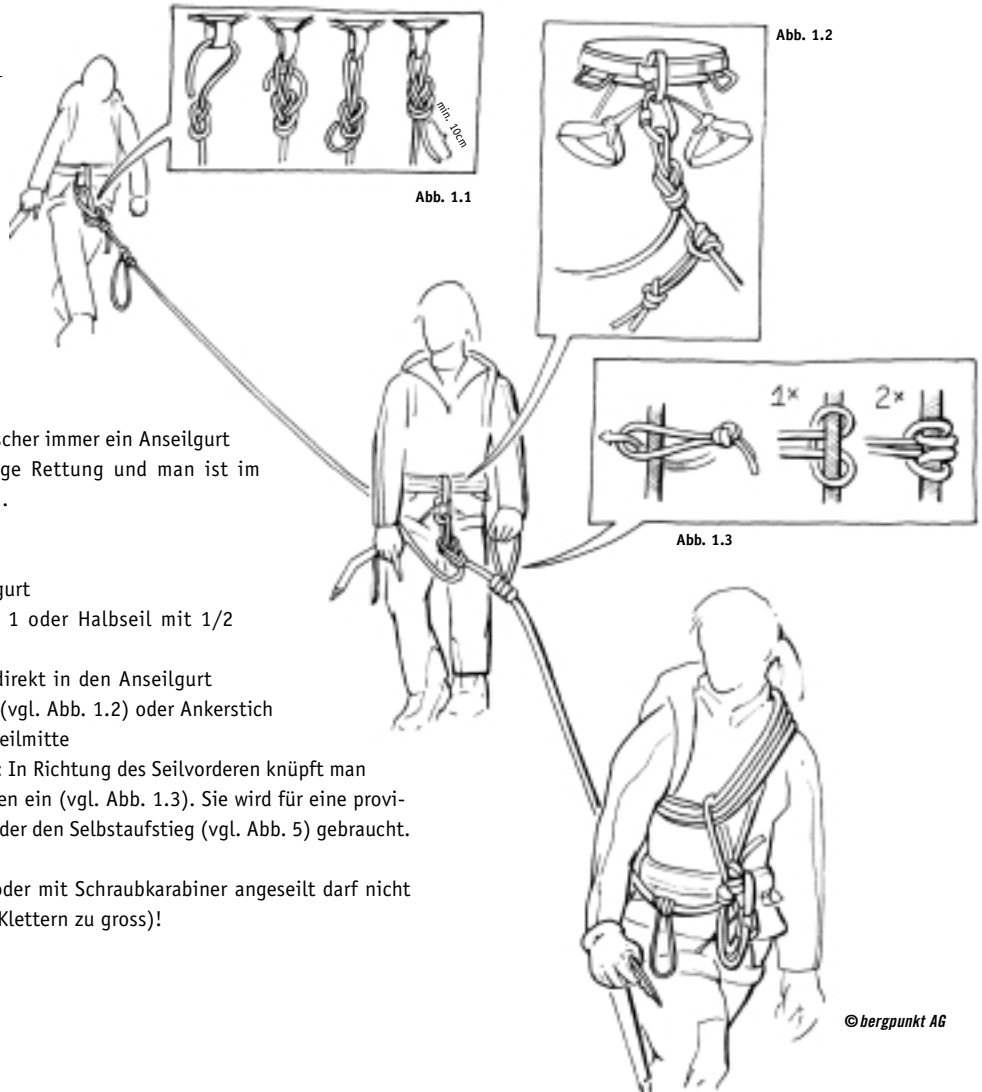 Abb. 1.2
min. 10cm
Abb. 1.1
scher immer ein Anseilgurt
ge Rettung und man ist im
.
1x 2x
Abb. 1.3
gurt
1 oder Halbseil mit 1/2
direkt in den Anseilgurt
(vgl. Abb. 1.2) oder Ankerstich
eilmitte
: In Richtung des Seilvorderen knüpft man
en ein (vgl. Abb. 1.3). Sie wird für eine provi-
der den Selbstaufstieg (vgl. Abb. 5) gebraucht.
oder mit Schraubkarabiner angeseilt darf nicht
Klettern zu gross)!
© bergpunkt AG